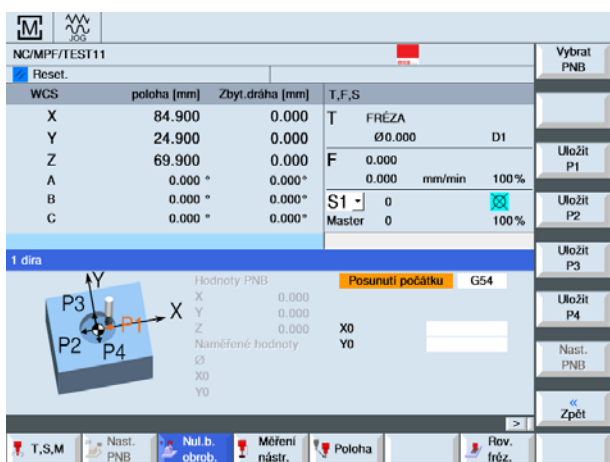 M
JOG
NC/MPF/TEST11
Reset.
WCS poloha [mm] Zbyt.dráha [mm] T,F,S
X 84.900 0.000 T FRÉZA
Y 24.900 0.000 Ø0.000 D1
Z 69.900 0.000 F 0.000
A 0.000 ° 0.000° 0.000 mm/min 100%
B 0.000 ° 0.000° S1 0
C 0.000 ° 0.000° Master 0 100%
1 díra
Y
X
P3
P1
P2
P4
Hodnoty PNB
X 0.000
Y 0.000
Z 0.000
Naměřené hodnoty
Ø
X0
Y0
Posunutí počátku G54
X0
Y0
>
Vybrat
PNB
Uložit
P1
Uložit
P2
Uložit
P3
Uložit
P4
Nast.
PNB
«
Zpět
T,S,M
Nast.
PNB
Nul.b.
obrob.
Měření
nástr.
Poloha
Rov.
fréz.